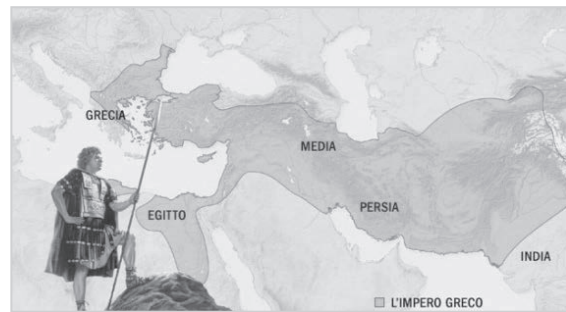 GRECIA
MEDIA
PERSIA
EGITTO
INDIA
L'IMPERO GRECO